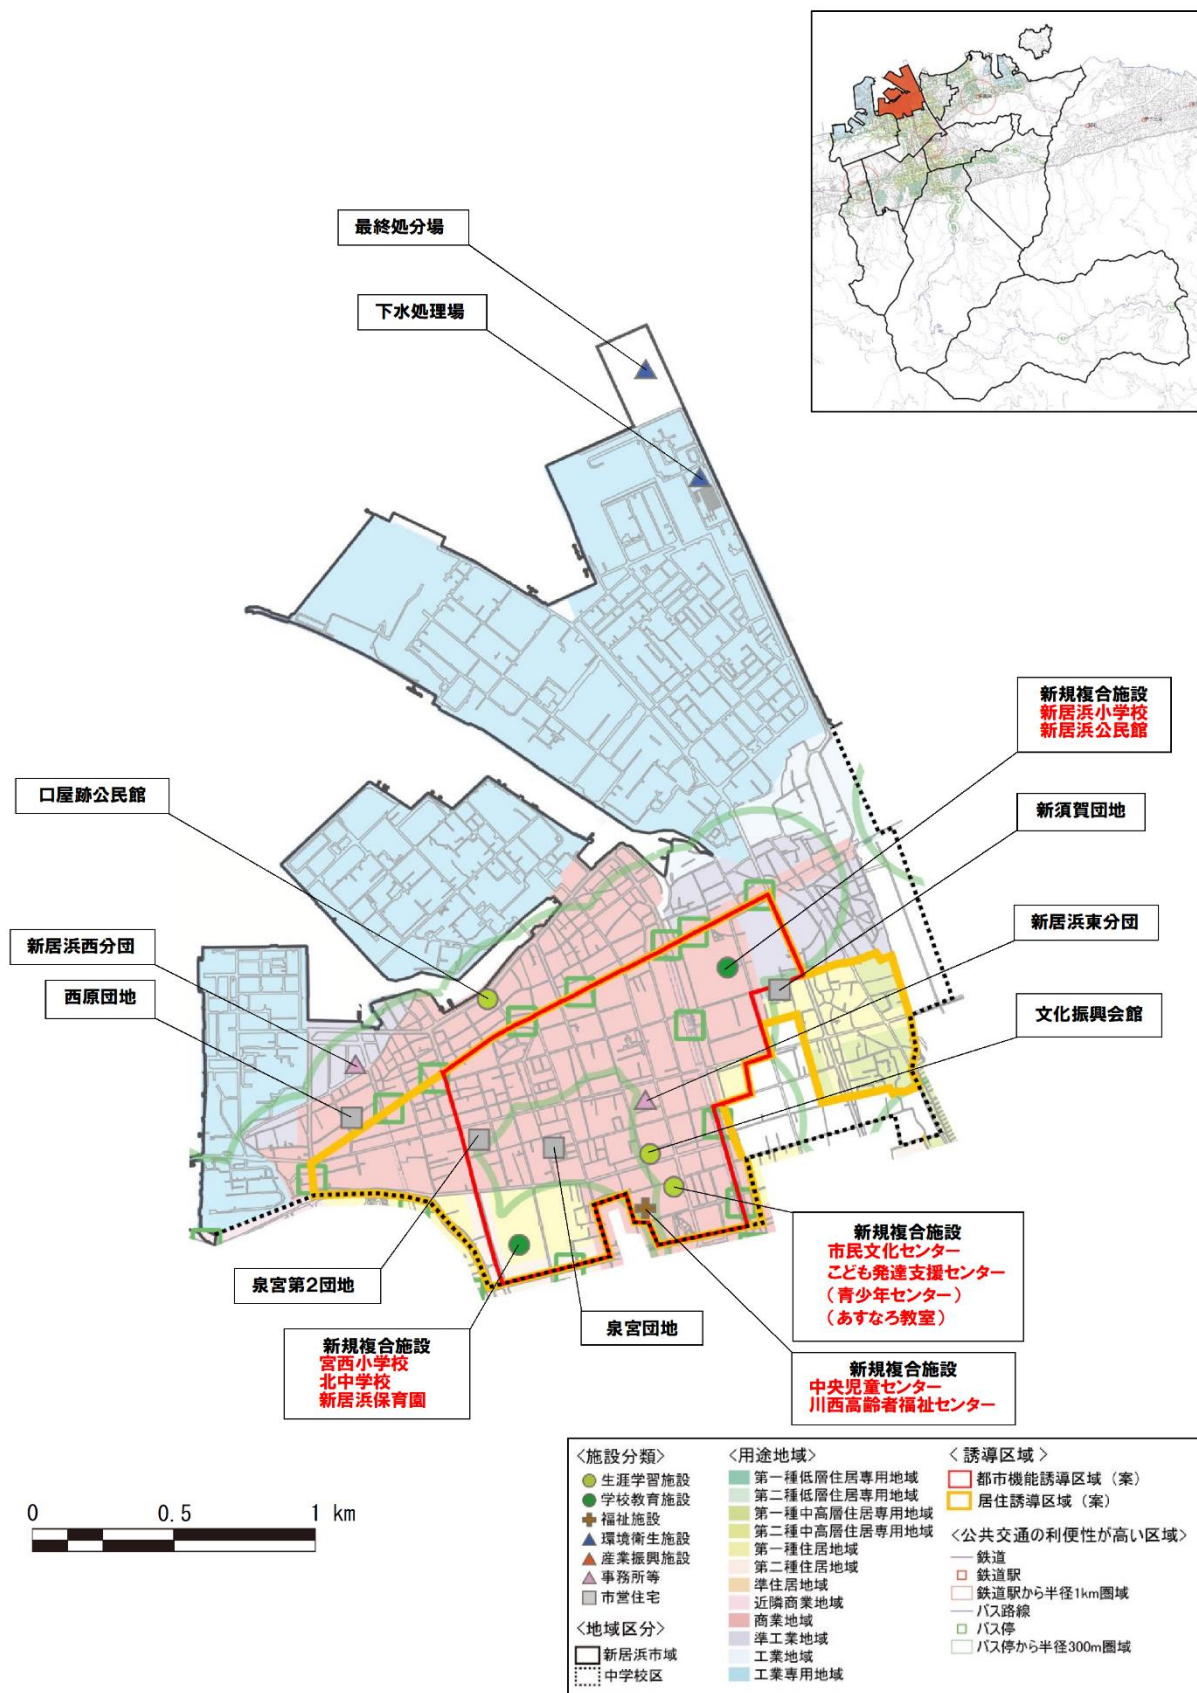 最終処分場
下水処理場
新規複合施設
新居浜小学校
新居浜公民館
口屋跡公民館
新須賀団地
新居浜西分団
新居浜東分団
西原団地
文化振興会館
新規複合施設
市民文化センター
こども発達支援センター
（青少年センター）
（あすなろ教室）
泉宮第2団地
泉宮団地
新規複合施設
宮西小学校
北中学校
新居浜保育園
新規複合施設
中央児童センター
川西高齢者福祉センター
0 0.5 1 km
〈施設分類〉
生涯学習施設
学校教育施設
福祉施設
環境衛生施設
産業振興施設
事務所等
市営住宅
〈地域区分〉
新居浜市域
中学校区
〈用途地域〉
第一種低層住居専用地域
第二種低層住居専用地域
第一種中高層住居専用地域
第二種中高層住居専用地域
第一種住居地域
第二種住居地域
準住居地域
近隣商業地域
商業地域
準工業地域
工業地域
工業専用地域
〈誘導区域〉
都市機能誘導区域（案）
居住誘導区域（案）
〈公共交通の利便性が高い区域〉
鉄道
鉄道駅
鉄道駅から半径1km圏域
バス路線
バス停
バス停から半径300m圏域